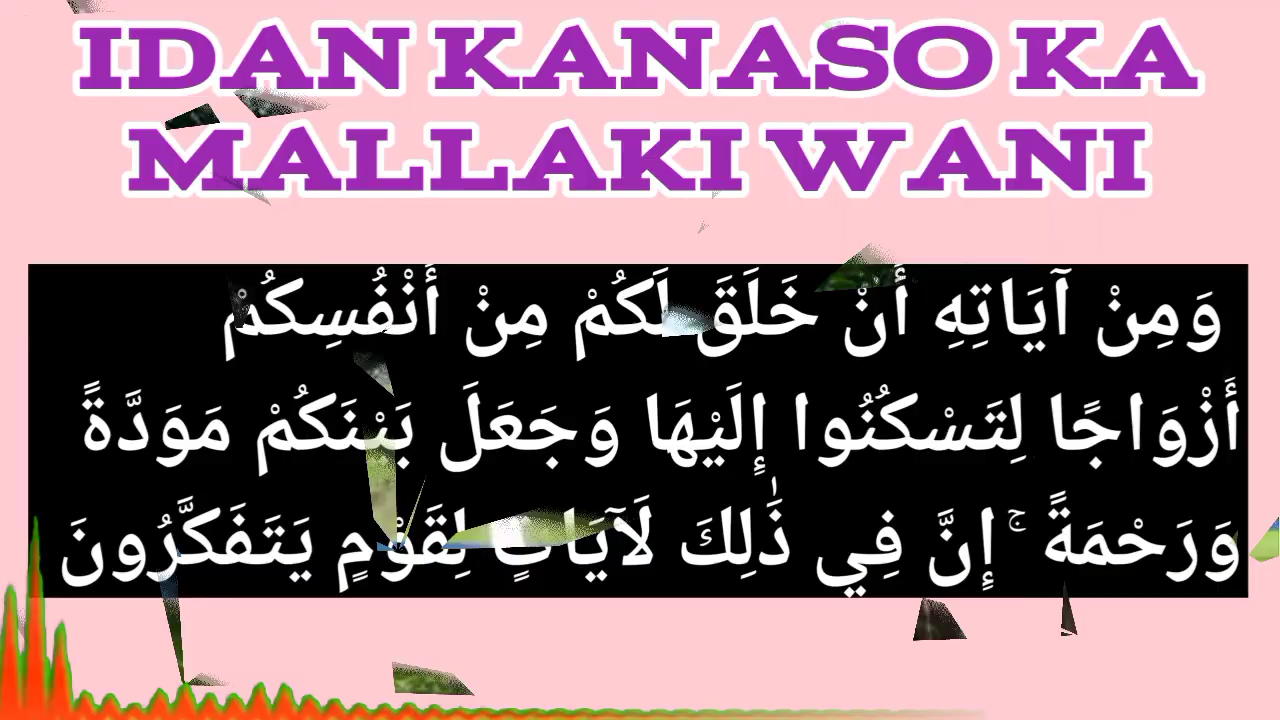 IDAN KANASO KA
MALLAKI WANI
وَمِنْ آيَاتِهِ أَنْ خَلَقَ لَكُمْ مِنْ أَنْفُسِكُمْ
أَزْوَاجًا لِتَسْكُنُوا إِلَيْهَا وَجَعَلَ بَيْنَكُمْ مَوَدَّةً
وَرَحْمَةً ۚ إِنَّ فِي ذَٰلِكَ لَآيَاتٍ لِقَوْمٍ يَتَفَكَّرُونَ